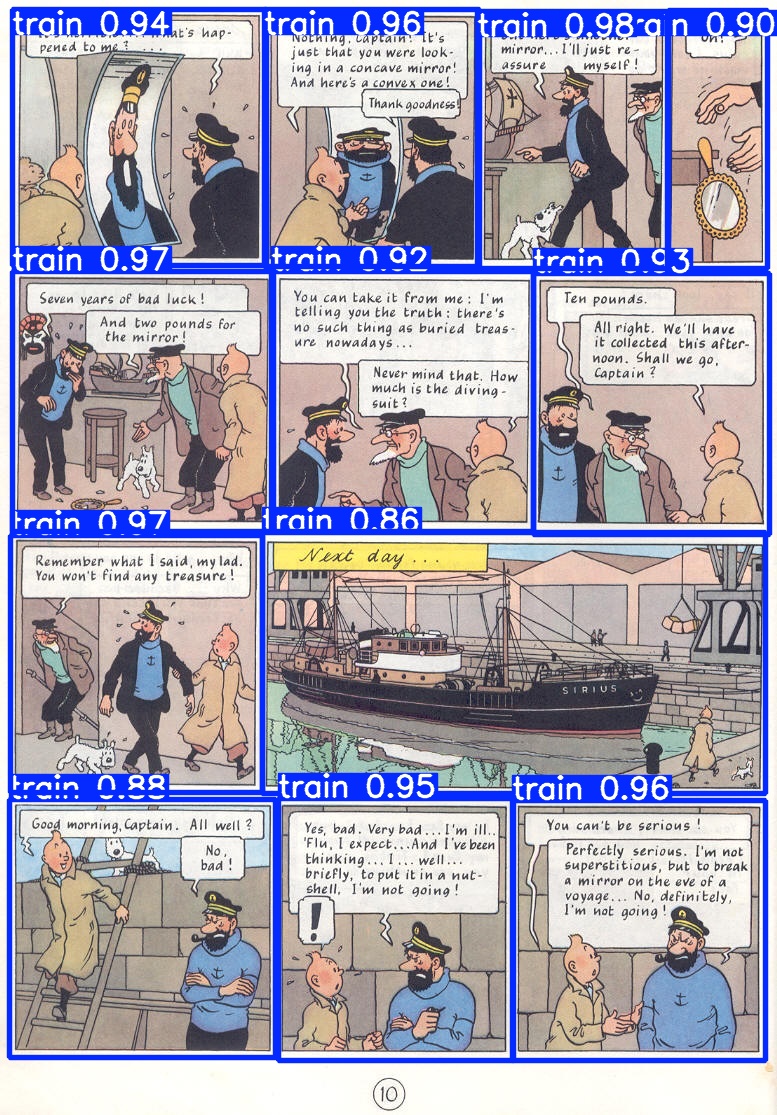 train 0.94
train 0.96
train 0.98
0.90
what's hap-
pened to me? ...
Nothing, Captain! It's
just that you were look-
ing in a concave mirror!
And here's a convex one!
Thank goodness!
mirror... I'll just re-
assure myself!
Oh!
train 0.97
train 0.92
train 0.93
Seven years of bad luck!
And two pounds for
the mirror!
You can take it from me: I'm
telling you the truth: there's
no such thing as buried treas-
ure nowadays...
Never mind that. How
much is the diving-
suit?
Ten pounds.
All right. We'll have
it collected this after-
noon. Shall we go,
Captain?
train 0.97
train 0.86
Remember what I said, my lad.
You won't find any treasure!
Next day...
SIRIUS
train 0.88
train 0.95
train 0.96
Good morning, Captain. All well?
No,
bad!
Yes, bad. Very bad... I'm ill..
'Flu, I expect...And I've been
thinking... I... well...
briefly, to put it in a nut-
shell, I'm not going!
!
You can't be serious!
Perfectly serious. I'm not
superstitious, but to break
a mirror on the eve of a
voyage... No, definitely,
I'm not going!
10